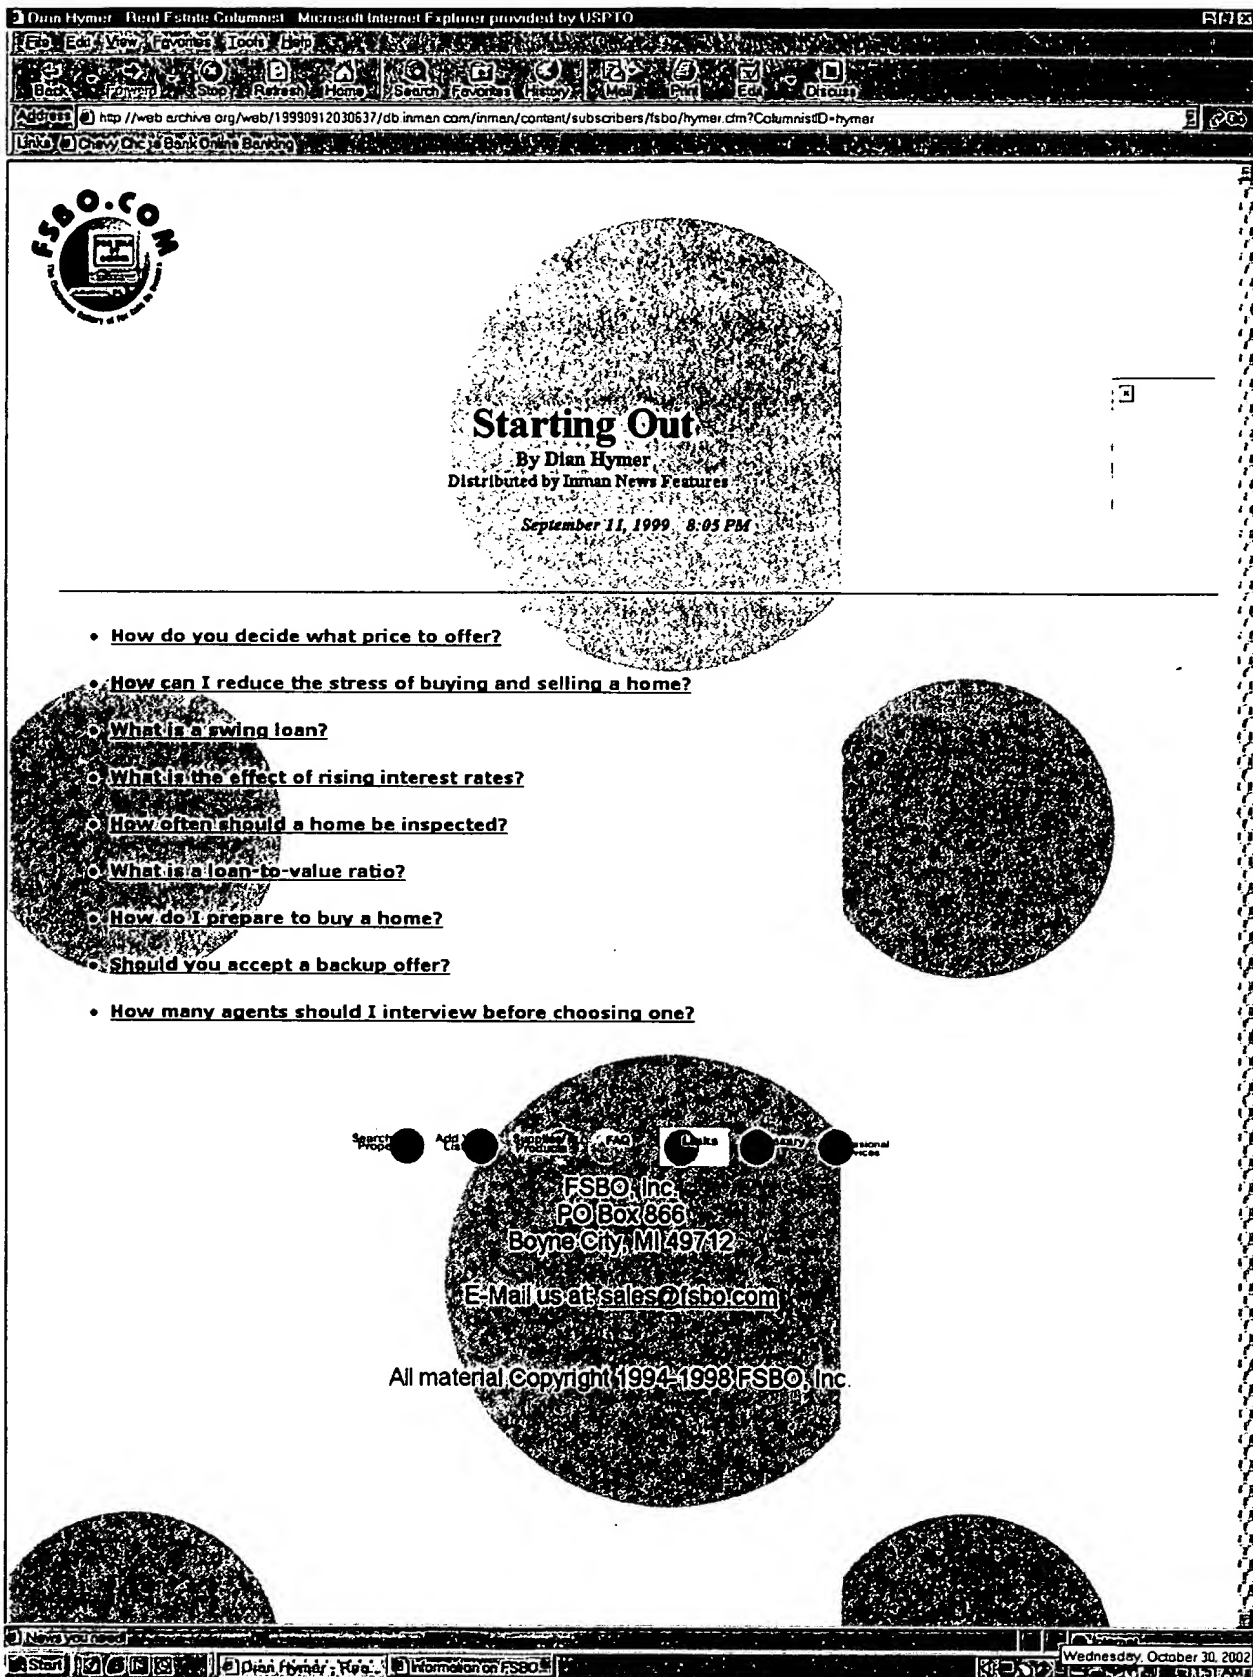 Dian Hymer - Real Estate Columnist - Microsoft Internet Explorer provided by USPTO
File Edit View Favorites Tools Help
Back Forward Stop Refresh Home Search Favorites History Mail Print Edit Discuss
Address http://web.archive.org/web/19990912030637/db.inman.com/inman/content/subscribers/fsbo/hymer.cfm?ColumnistID=hymer
Links Chevy Chase Bank Online Banking
FSBO.COM
Starting Out
By Dian Hymer
Distributed by Inman News Features
September 11, 1999 8:05 PM
• How do you decide what price to offer?
• How can I reduce the stress of buying and selling a home?
• What is a swing loan?
• What is the effect of rising interest rates?
• How often should a home be inspected?
• What is a loan-to-value ratio?
• How do I prepare to buy a home?
• Should you accept a backup offer?
• How many agents should I interview before choosing one?
Search Add FAQ Links
Products
FSBO, Inc.
PO Box 866
Boyne City, MI 49712
E-Mail us at: sales@fsbo.com
All material Copyright 1994-1998 FSBO, Inc.
News you need
Start Dian Hymer - Rea... Information on FSBO Wednesday, October 30, 2002